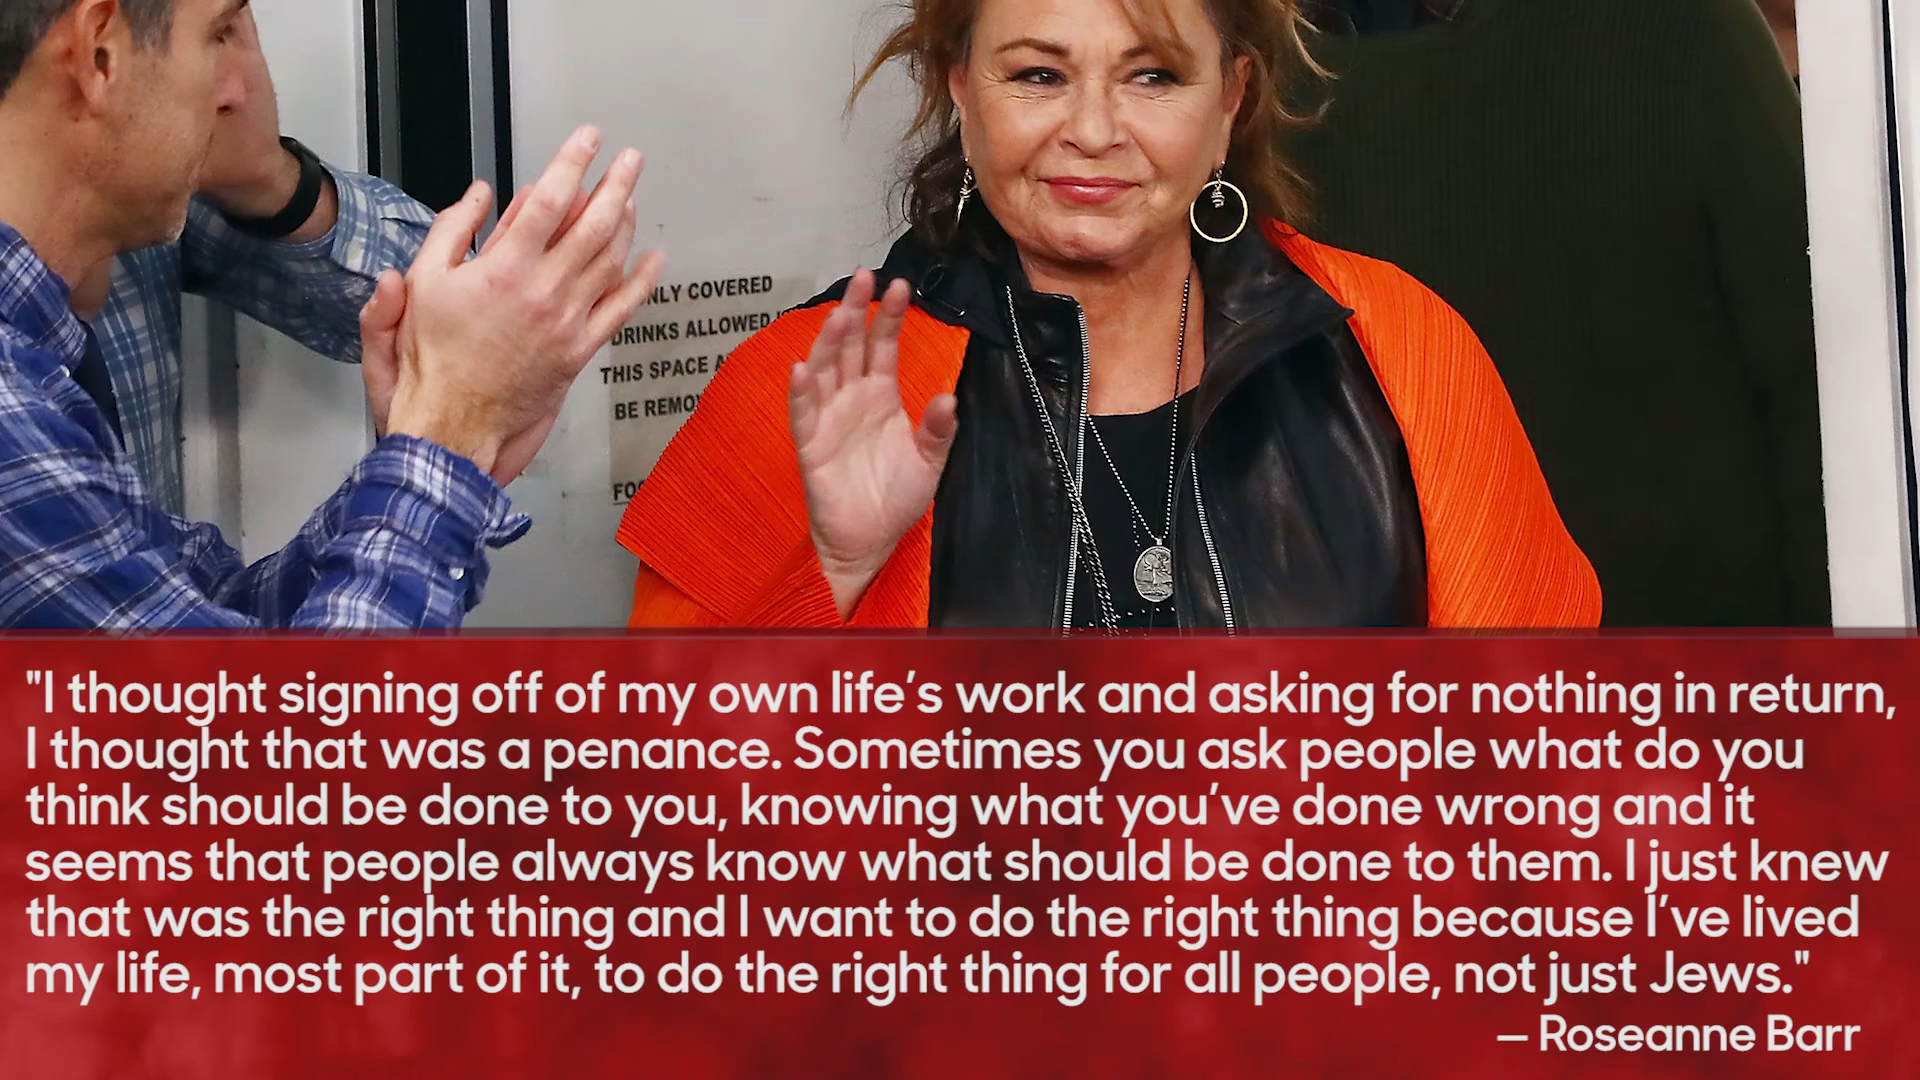 NLY COVERED
DRINKS ALLOWED
THIS SPACE
BE
"I thought signing off of my own life's work and asking for nothing in return,
I thought that was a penance. Sometimes you ask people what do you
think should be done to you, knowing what you've done wrong and it
seems that people always know what should be done to them. I just knew
that was the right thing and I want to do the right thing because I've lived
my life, most part of it, to do the right thing for all people, not just Jews."
– Roseanne Barr